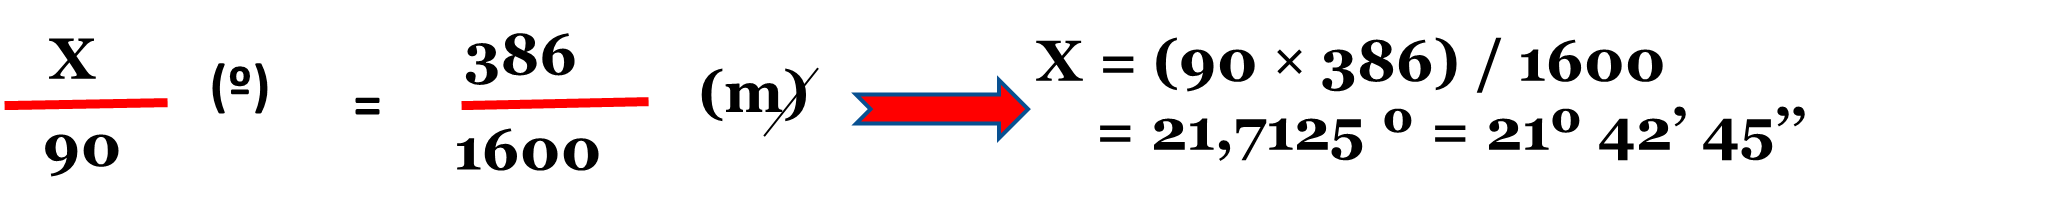 X
90
(º)
=
386
1600
(m)
X = (90 × 386) / 1600
= 21,7125 º = 21º 42’ 45’’